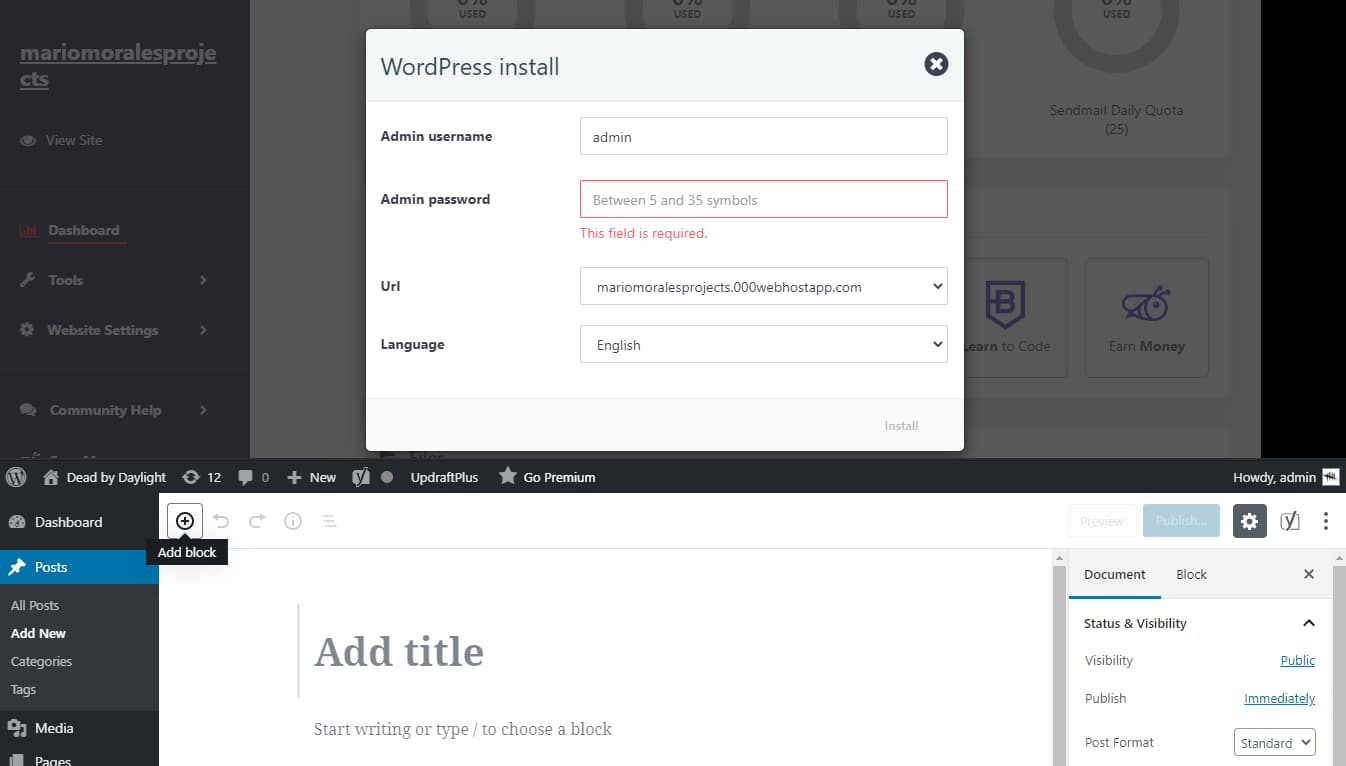 USED
USED
USED
USED
mariomoralesproje
cts
WordPress install
View Site
Sendmail Daily Quota
(25)
Admin username
admin
Admin password
Between 5 and 35 symbols
This field is required.
Dashboard
Tools
Url
mariomoralesprojects.000webhostapp.com
Website Settings
Language
English
Learn to Code
Earn Money
Community Help
Install
Dead by Daylight
12
0
New
UpdraftPlus
Go Premium
Howdy, admin
Dashboard
Preview
Publish...
Add block
Posts
Document
Block
All Posts
Add New
Categories
Tags
Status & Visibility
Add title
Visibility
Public
Publish
Immediately
Start writing or type / to choose a block
Media
Post Format
Standard
Pages